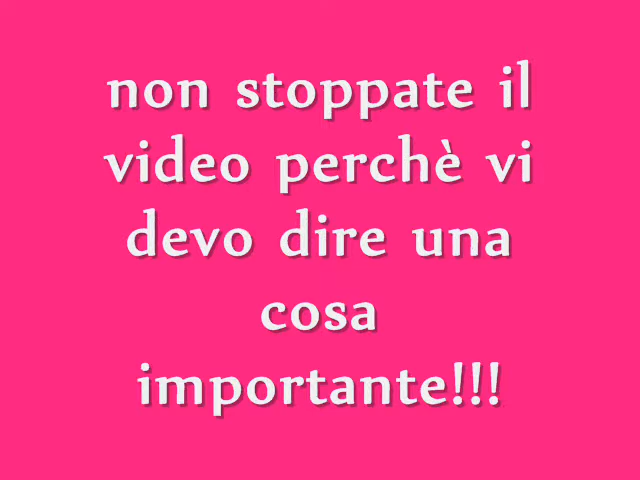 non stoppate il
video perchè vi
devo dire una
cosa
importante!!!